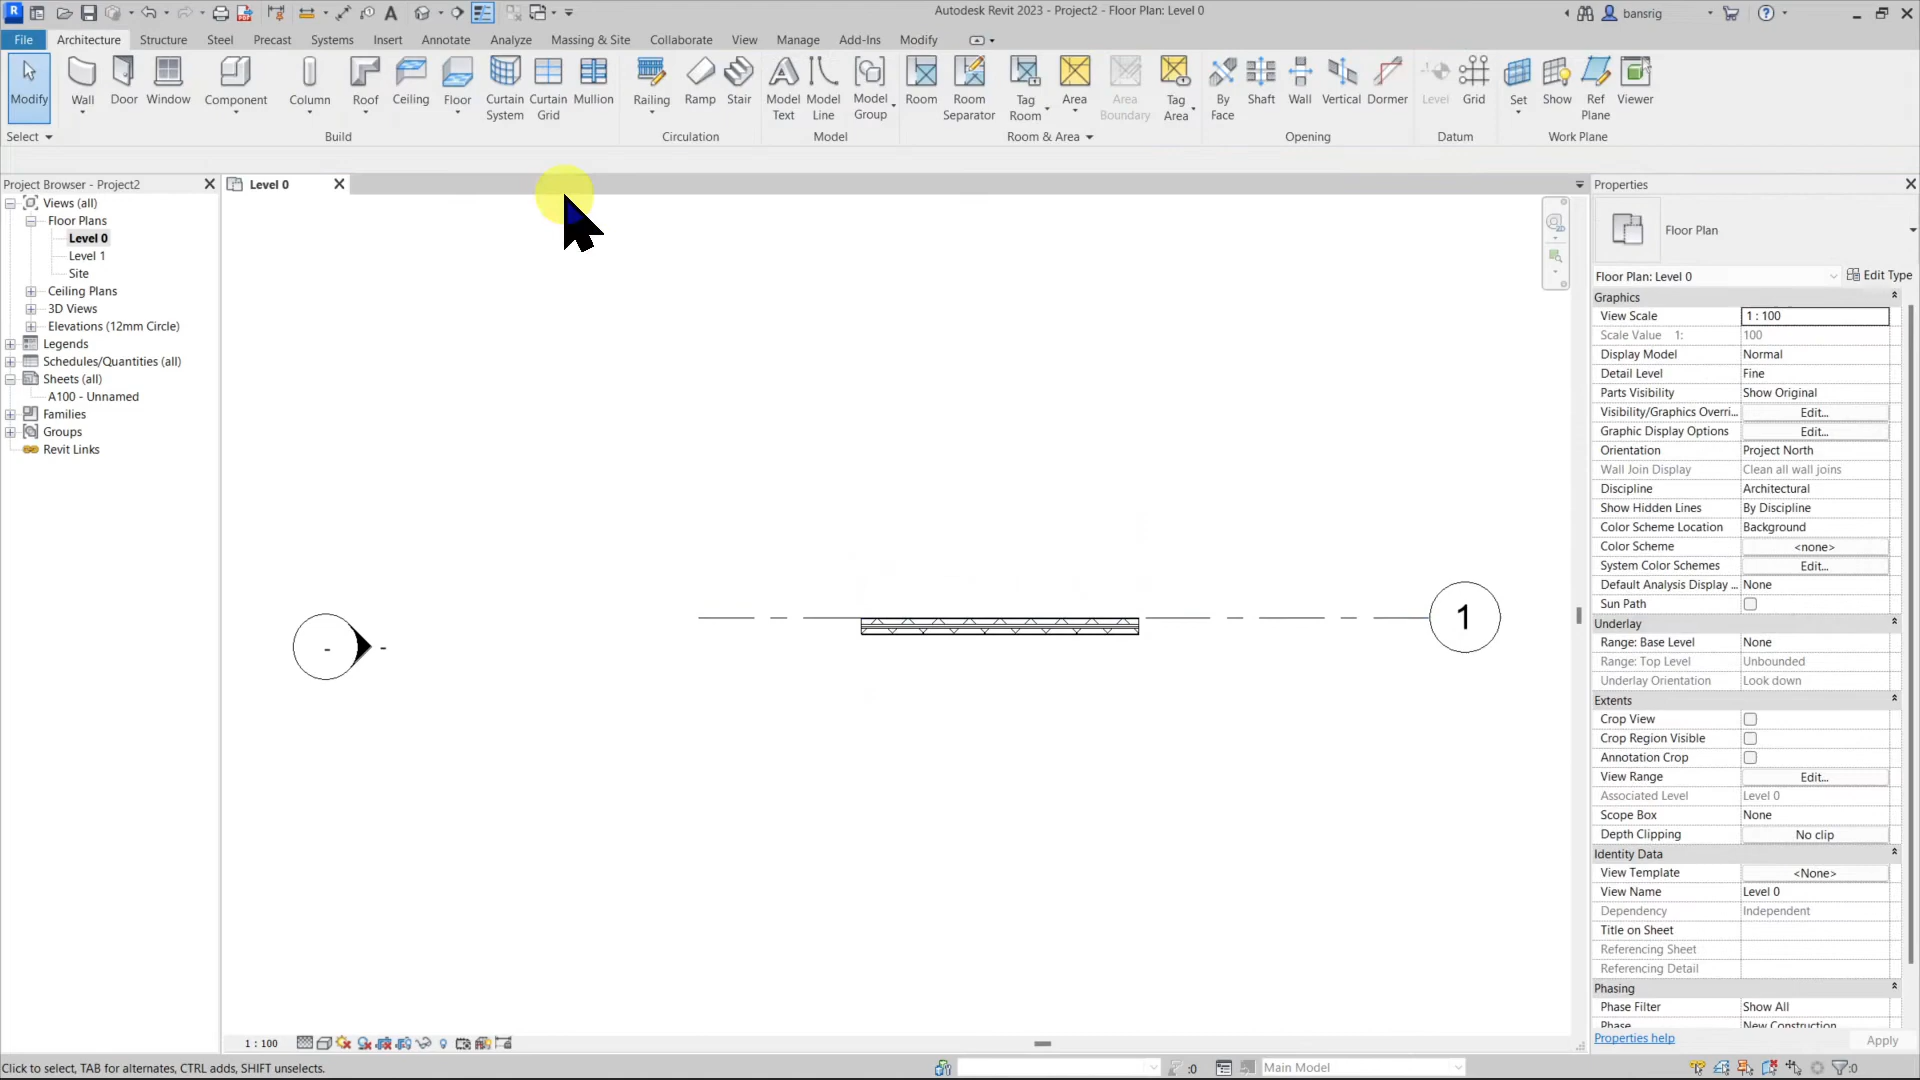 Autodesk Revit 2023 - Project2 - Floor Plan: Level 0
bansrig
File Architecture Structure Steel Precast Systems Insert Annotate Analyze Massing & Site Collaborate View Manage Add-Ins Modify
Modify Wall Door Window Component Column Roof Ceiling Floor Curtain System Curtain Grid Mullion Railing Ramp Stair Model Text Model Line Model Group Room Room Separator Tag Room Area Area Boundary Tag Area By Face Shaft Wall Vertical Dormer Level Grid Set Show Ref Plane Viewer
Select Build Circulation Model Room & Area Opening Datum Work Plane
Project Browser - Project2
Views (all)
Floor Plans
Level 0
Level 1
Site
Ceiling Plans
3D Views
Elevations (12mm Circle)
Legends
Schedules/Quantities (all)
Sheets (all)
A100 - Unnamed
Families
Groups
Revit Links
Level 0
- -
1
1 : 100
Properties
Floor Plan
Floor Plan: Level 0 Edit Type
Graphics
View Scale 1 : 100
Scale Value 1: 100
Display Model Normal
Detail Level Fine
Parts Visibility Show Original
Visibility/Graphics Overri... Edit...
Graphic Display Options Edit...
Orientation Project North
Wall Join Display Clean all wall joins
Discipline Architectural
Show Hidden Lines By Discipline
Color Scheme Location Background
Color Scheme <none>
System Color Schemes Edit...
Default Analysis Display ... None
Sun Path
Underlay
Range: Base Level None
Range: Top Level Unbounded
Underlay Orientation Look down
Extents
Crop View
Crop Region Visible
Annotation Crop
View Range Edit...
Associated Level Level 0
Scope Box None
Depth Clipping No clip
Identity Data
View Template <None>
View Name Level 0
Dependency Independent
Title on Sheet
Referencing Sheet
Referencing Detail
Phasing
Phase Filter Show All
Phase New Construction
Properties help Apply
Click to select, TAB for alternates, CTRL adds, SHIFT unselects.
:0 Main Model :0